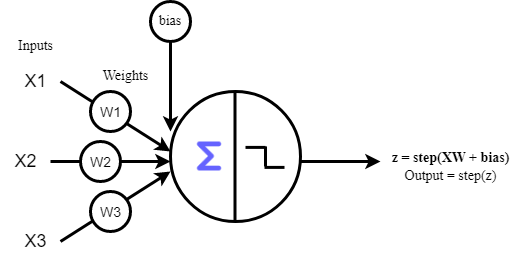 bias
Inputs
X1
Weights
W1
X2
W2
Σ
z = step(XW + bias)
Output = step(z)
W3
X3